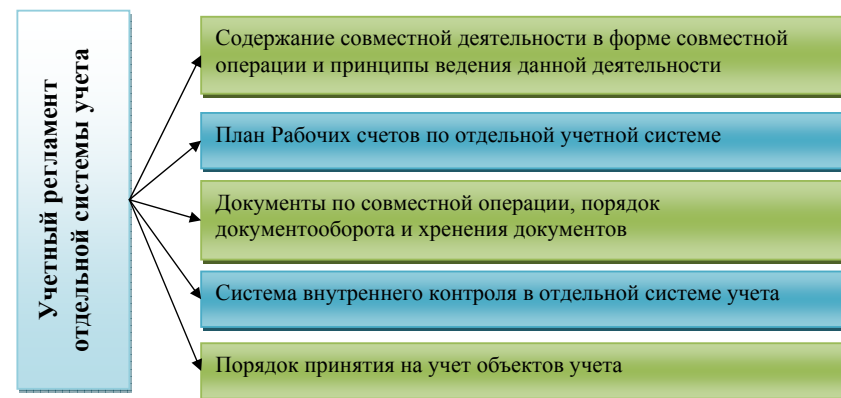 Учетный регламент
отдельной системы учета
Содержание совместной деятельности в форме совместной
операции и принципы ведения данной деятельности
План Рабочих счетов по отдельной учетной системе
Документы по совместной операции, порядок
документооборота и хренения документов
Система внутреннего контроля в отдельной системе учета
Порядок принятия на учет объектов учета